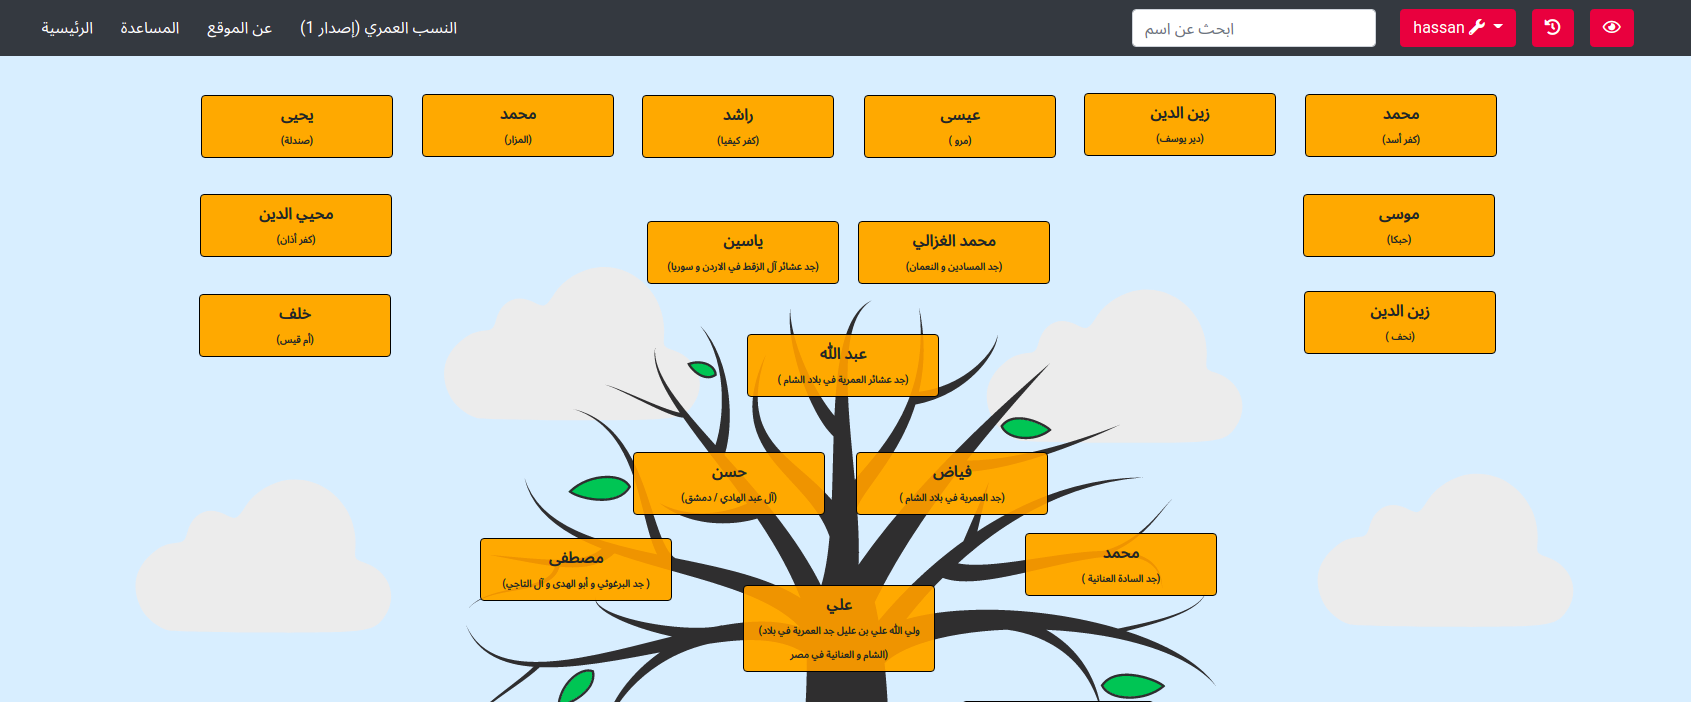 الرئيسية
المساعدة
عن الموقع
النسب العمري (إصدار 1)
ابحث عن اسم
hassan
يحيى
(صندلة)
محمد
(المزار)
راشد
(كفر كيفيا)
عيسى
(مرو )
زين الدين
(دير يوسف)
محمد
(كفر أسد)
محيي الدين
(كفر أذان)
ياسين
(جد عشائر آل الزقط في الاردن و سوريا)
محمد الغزالي
(جد المسادين و النعمان)
موسى
(حبكا)
خلف
(أم قيس)
زين الدين
(نحف )
عبد الله
(جد عشائر العمرية في بلاد الشام )
حسن
(آل عبد الهادي / دمشق)
فياض
(جد العمرية في بلاد الشام )
مصطفى
( جد البرغوثي و أبو الهدى و آل التاجي)
محمد
(جد السادة العنانية )
علي
(ولي الله علي بن عليل جد العمرية في بلاد
الشام و العنانية في مصر)